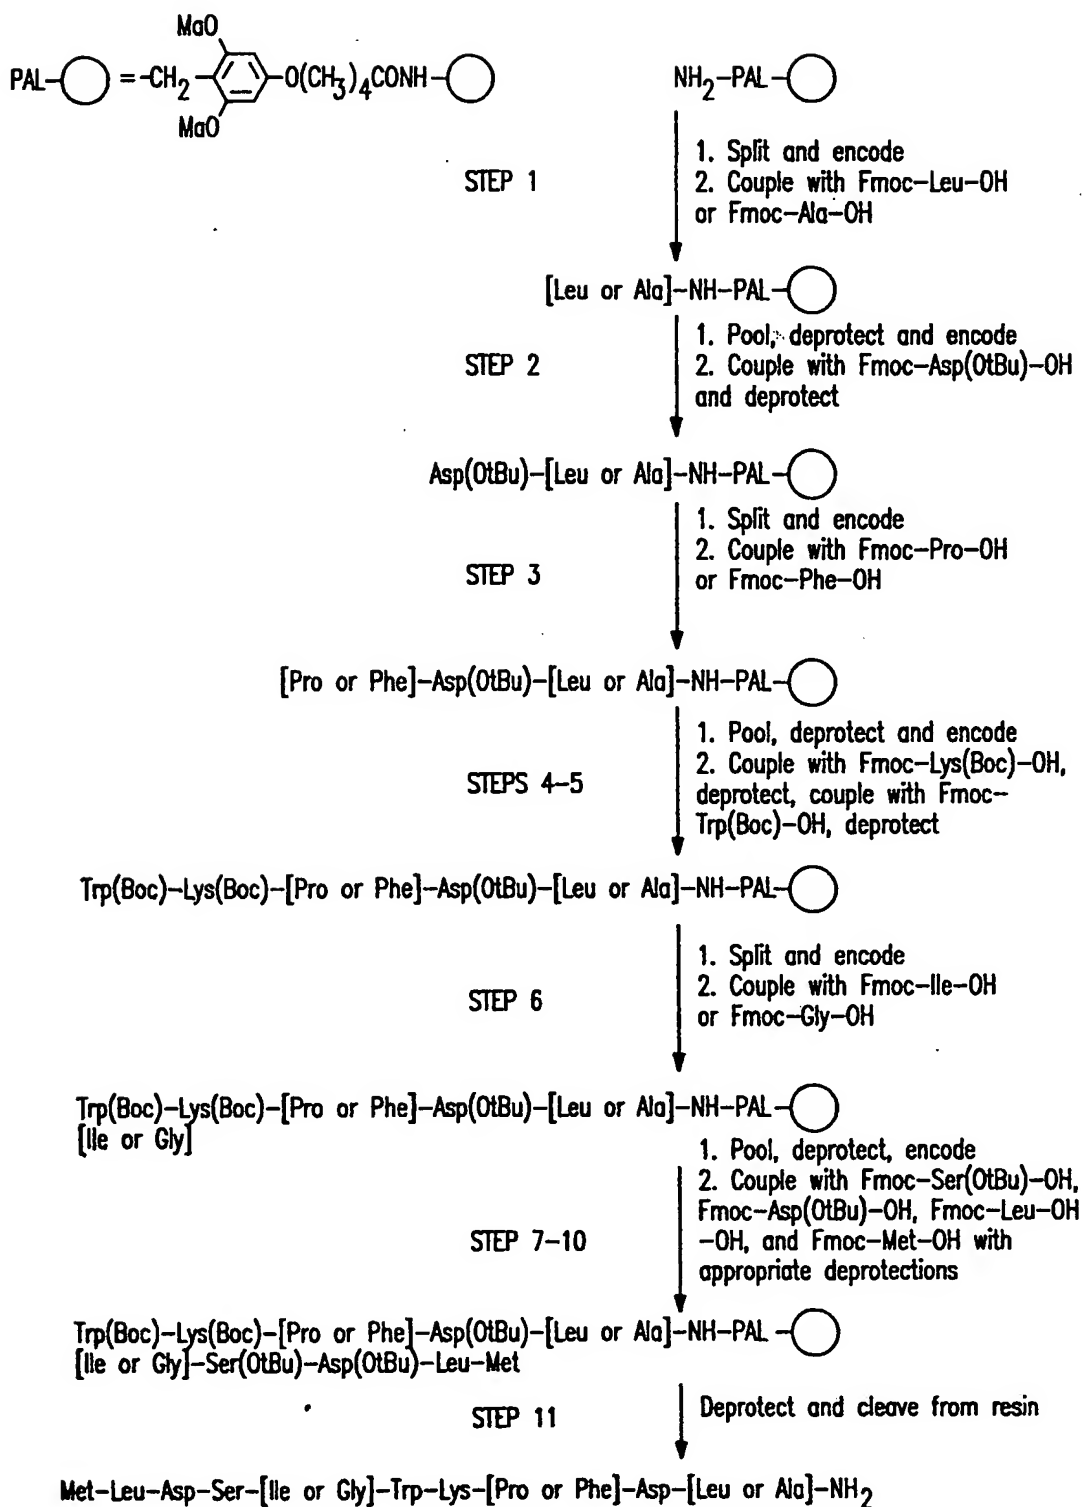 MaO
PAL- =-CH2- -O(CH3)4CONH-
MaO
NH2-PAL-
STEP 1
1. Split and encode
2. Couple with Fmoc-Leu-OH
or Fmoc-Ala-OH
[Leu or Ala]-NH-PAL-
STEP 2
1. Pool, deprotect and encode
2. Couple with Fmoc-Asp(OtBu)-OH
and deprotect
Asp(OtBu)-[Leu or Ala]-NH-PAL-
STEP 3
1. Split and encode
2. Couple with Fmoc-Pro-OH
or Fmoc-Phe-OH
[Pro or Phe]-Asp(OtBu)-[Leu or Ala]-NH-PAL-
STEPS 4-5
1. Pool, deprotect and encode
2. Couple with Fmoc-Lys(Boc)-OH,
deprotect, couple with Fmoc-
Trp(Boc)-OH, deprotect
Trp(Boc)-Lys(Boc)-[Pro or Phe]-Asp(OtBu)-[Leu or Ala]-NH-PAL-
STEP 6
1. Split and encode
2. Couple with Fmoc-Ile-OH
or Fmoc-Gly-OH
Trp(Boc)-Lys(Boc)-[Pro or Phe]-Asp(OtBu)-[Leu or Ala]-NH-PAL-
[Ile or Gly]
STEP 7-10
1. Pool, deprotect, encode
2. Couple with Fmoc-Ser(OtBu)-OH,
Fmoc-Asp(OtBu)-OH, Fmoc-Leu-OH
-OH, and Fmoc-Met-OH with
appropriate deprotections
Trp(Boc)-Lys(Boc)-[Pro or Phe]-Asp(OtBu)-[Leu or Ala]-NH-PAL-
[Ile or Gly]-Ser(OtBu)-Asp(OtBu)-Leu-Met
STEP 11
Deprotect and cleave from resin
Met-Leu-Asp-Ser-[Ile or Gly]-Trp-Lys-[Pro or Phe]-Asp-[Leu or Ala]-NH2